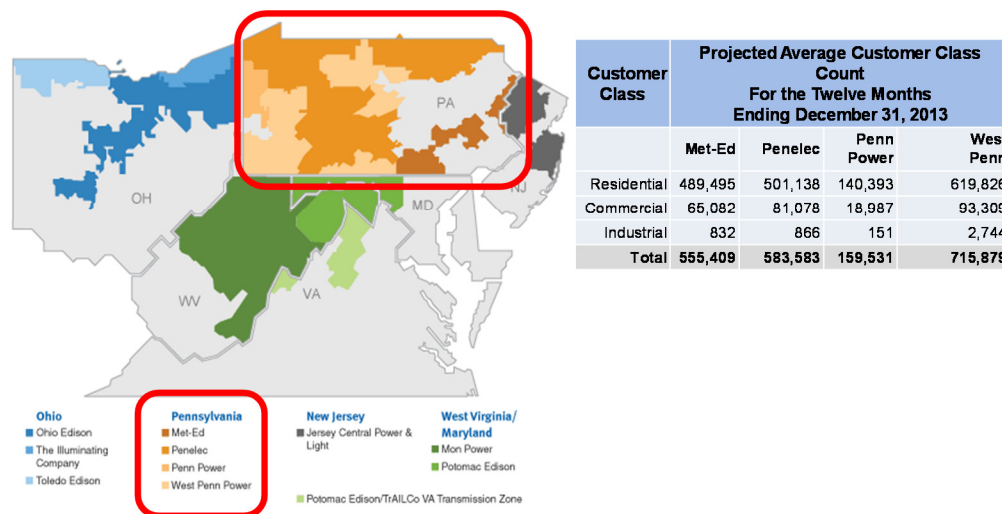 PA
OH
NJ
MD
WV
VA
Ohio
Ohio Edison
The Illuminating
Company
Toledo Edison
Pennsylvania
Met-Ed
Penelec
Penn Power
West Penn Power
New Jersey
Jersey Central Power &
Light
West Virginia/
Maryland
Mon Power
Potomac Edison
Potomac Edison/TrAILCo VA Transmission Zone
Customer
Class
Projected Average Customer Class
Count
For the Twelve Months
Ending December 31, 2013
Met-Ed Penelec Penn Power West Penn
Residential 489,495 501,138 140,393 619,826
Commercial 65,082 81,078 18,987 93,309
Industrial 832 866 151 2,744
Total 555,409 583,583 159,531 715,879